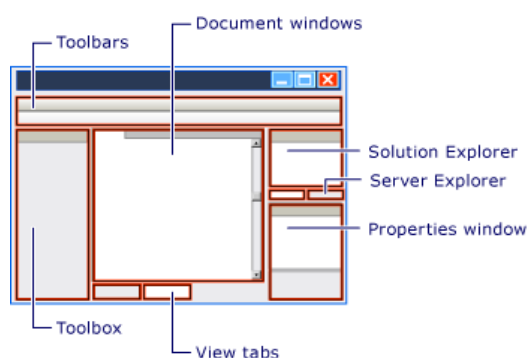 Document windows
Toolbars
Solution Explorer
Server Explorer
Properties window
Toolbox
View tabs